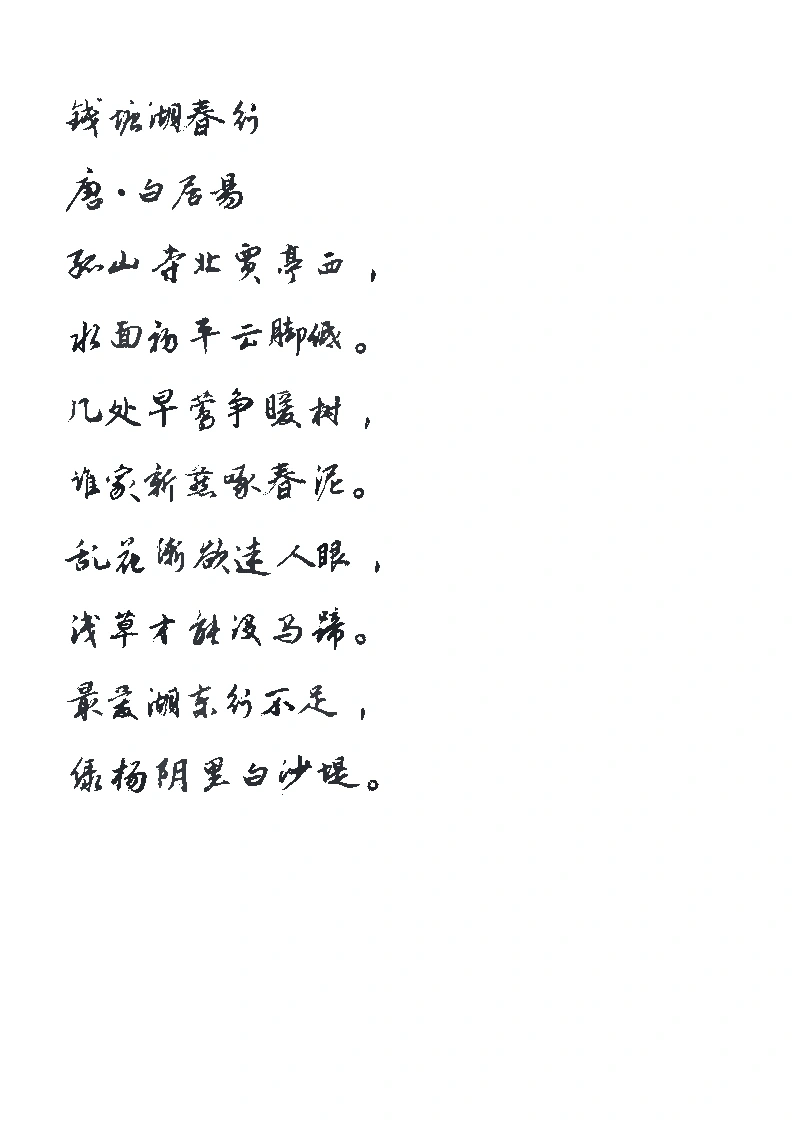 钱塘湖春行
唐·白居易
孤山寺北贾亭西，
水面初平云脚低。
几处早莺争暖树，
谁家新燕啄春泥。
乱花渐欲迷人眼，
浅草才能没马蹄。
最爱湖东行不足，
绿杨阴里白沙堤。